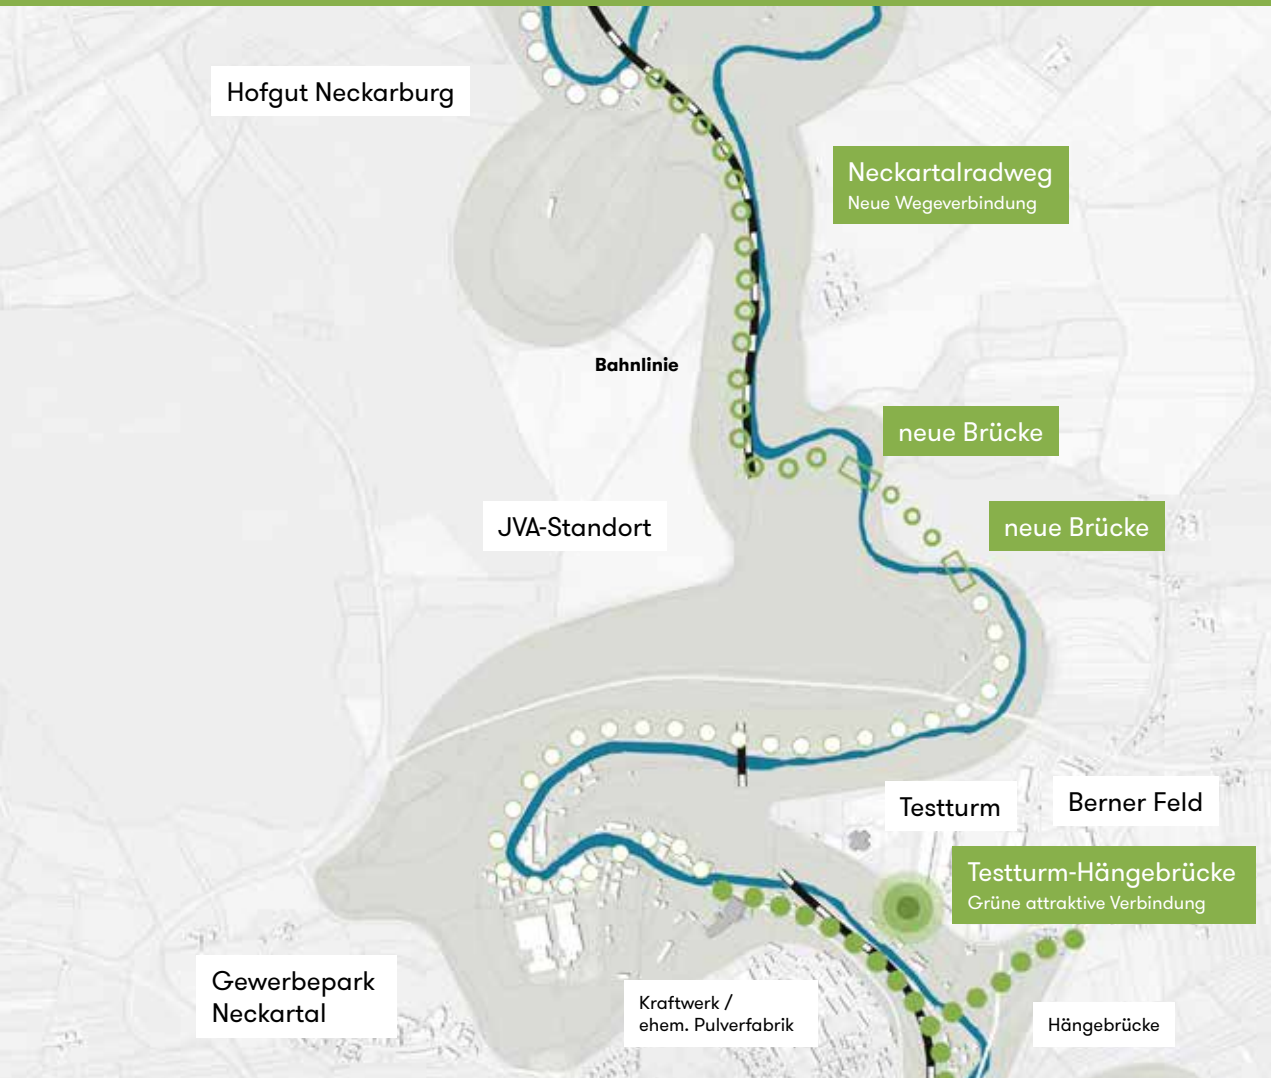 Hofgut Neckarburg
Neckartalradweg
Neue Wegeverbindung
Bahnlinie
neue Brücke
JVA-Standort
neue Brücke
Testturm
Berner Feld
Testturm-Hängebrücke
Grüne attraktive Verbindung
Gewerbepark
Neckartal
Kraftwerk /
ehem. Pulverfabrik
Hängebrücke